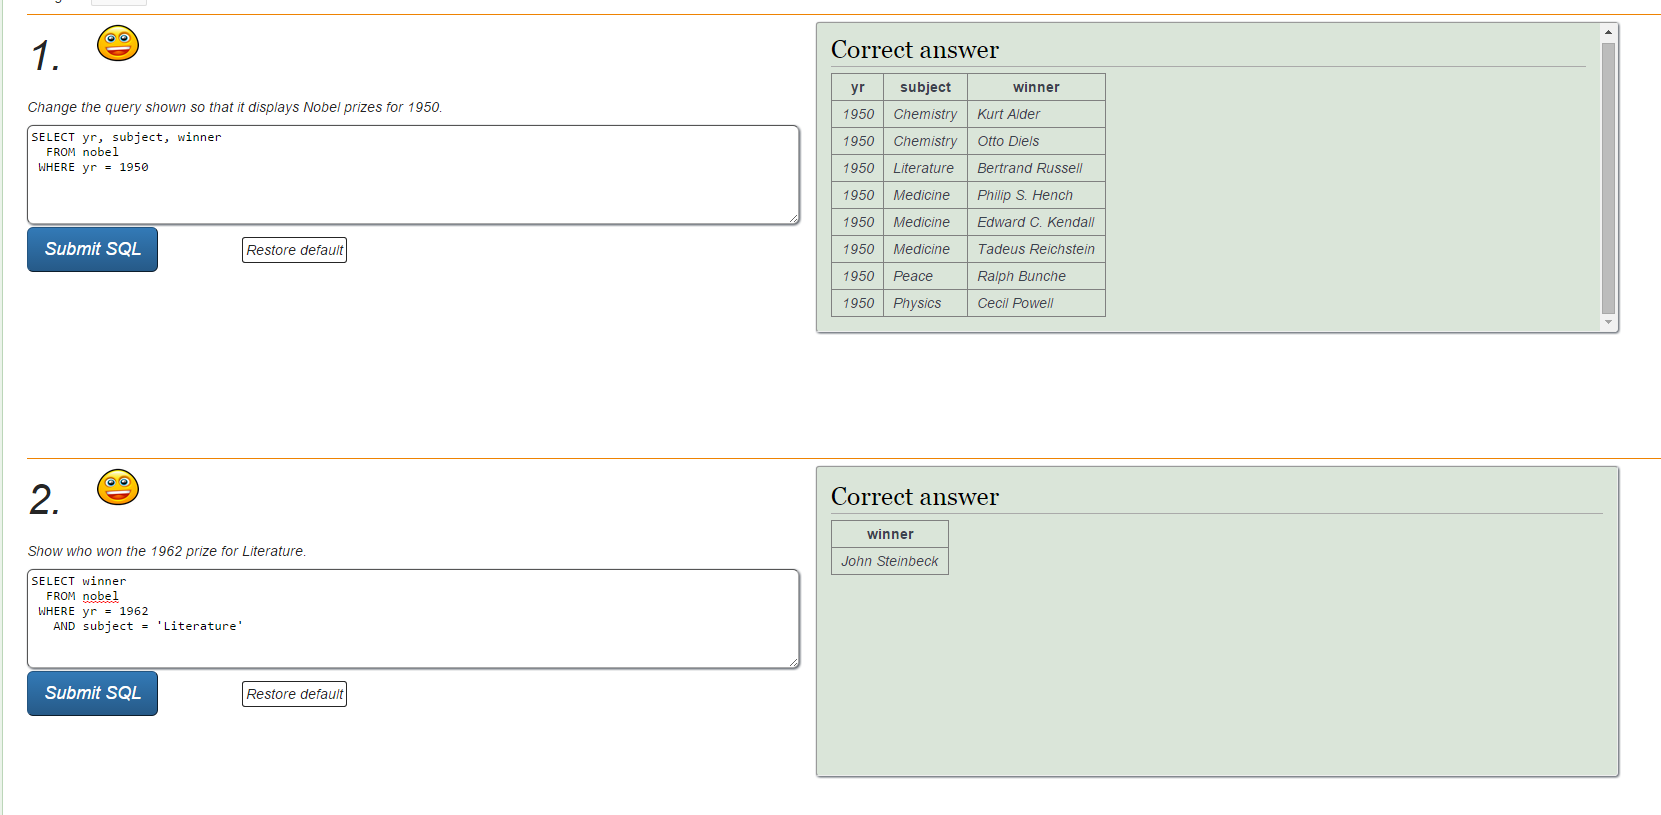 1.
Change the query shown so that it displays Nobel prizes for 1950.
SELECT yr, subject, winner
FROM nobel
WHERE yr = 1950
Submit SQL
Restore default
Correct answer
yr subject winner
1950 Chemistry Kurt Alder
1950 Chemistry Otto Diels
1950 Literature Bertrand Russell
1950 Medicine Philip S. Hench
1950 Medicine Edward C. Kendall
1950 Medicine Tadeus Reichstein
1950 Peace Ralph Bunche
1950 Physics Cecil Powell
2.
Show who won the 1962 prize for Literature.
SELECT winner
FROM nobel
WHERE yr = 1962
AND subject = 'Literature'
Submit SQL
Restore default
Correct answer
winner
John Steinbeck